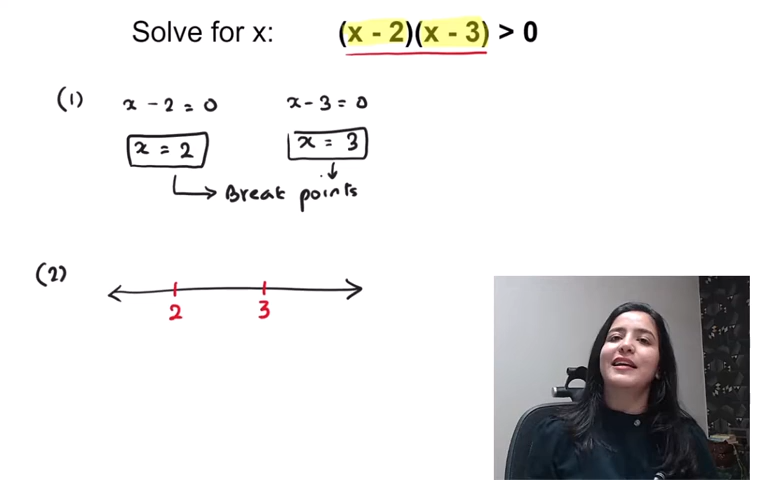 Solve for x: (x - 2)(x - 3) > 0
(1) x - 2 = 0 x - 3 = 0
x = 2 x = 3
Break points
(2)
2 3